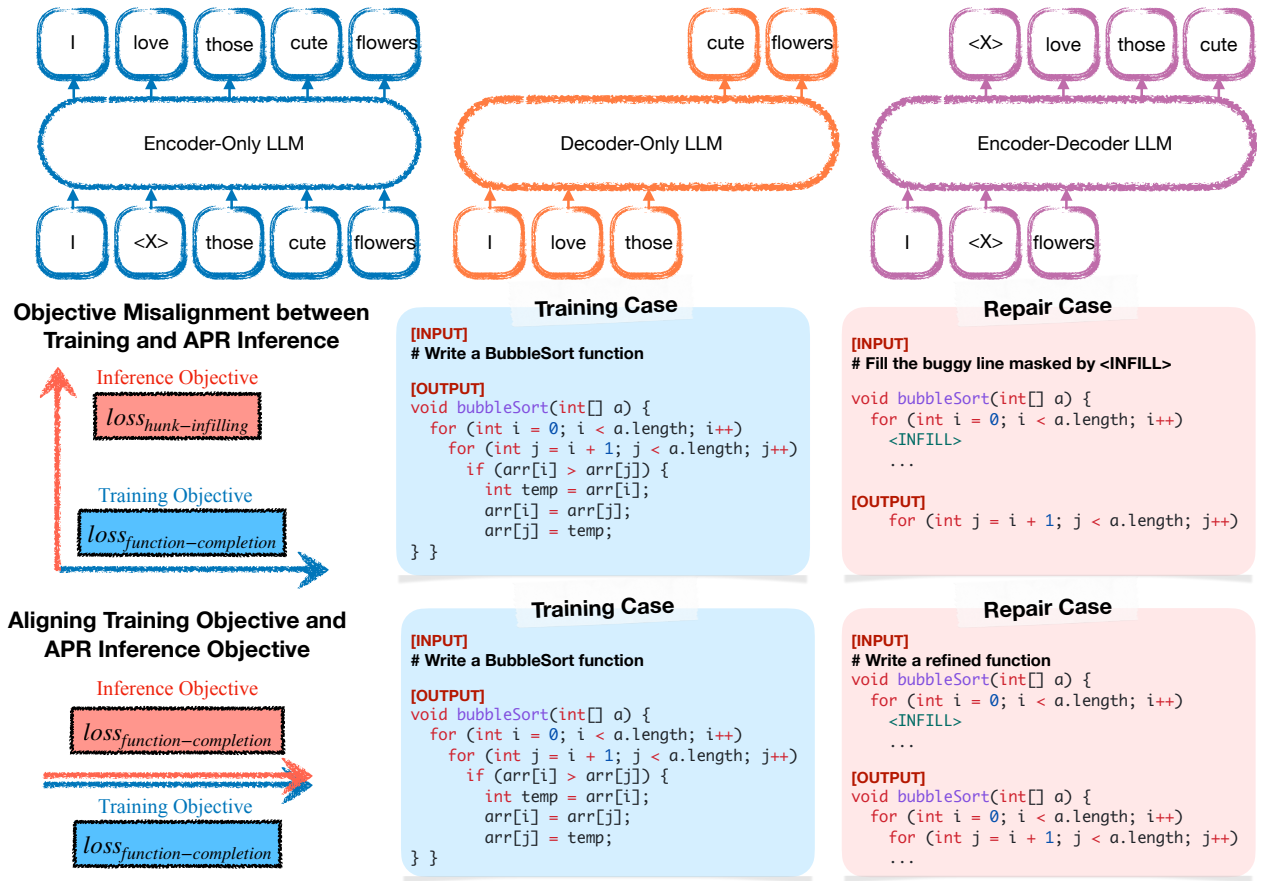 I love those cute flowers
Encoder-Only LLM
I <X> those cute flowers
cute flowers
Decoder-Only LLM
I love those
<X> love those cute
Encoder-Decoder LLM
I <X> flowers
Objective Misalignment between
Training and APR Inference
Inference Objective
loss_hunk−infilling
Training Objective
loss_function−completion
Training Case
[INPUT]
# Write a BubbleSort function
[OUTPUT]
void bubbleSort(int[] a) {
  for (int i = 0; i < a.length; i++)
    for (int j = i + 1; j < a.length; j++)
      if (arr[i] > arr[j]) {
        int temp = arr[i];
        arr[i] = arr[j];
        arr[j] = temp;
} }
Repair Case
[INPUT]
# Fill the buggy line masked by <INFILL>
void bubbleSort(int[] a) {
  for (int i = 0; i < a.length; i++)
    <INFILL>
    ...
[OUTPUT]
    for (int j = i + 1; j < a.length; j++)
Aligning Training Objective and
APR Inference Objective
Inference Objective
loss_function−completion
Training Objective
loss_function−completion
Training Case
[INPUT]
# Write a BubbleSort function
[OUTPUT]
void bubbleSort(int[] a) {
  for (int i = 0; i < a.length; i++)
    for (int j = i + 1; j < a.length; j++)
      if (arr[i] > arr[j]) {
        int temp = arr[i];
        arr[i] = arr[j];
        arr[j] = temp;
} }
Repair Case
[INPUT]
# Write a refined function
void bubbleSort(int[] a) {
  for (int i = 0; i < a.length; i++)
    <INFILL>
    ...
[OUTPUT]
void bubbleSort(int[] a) {
  for (int i = 0; i < a.length; i++)
    for (int j = i + 1; j < a.length; j++)
    ...